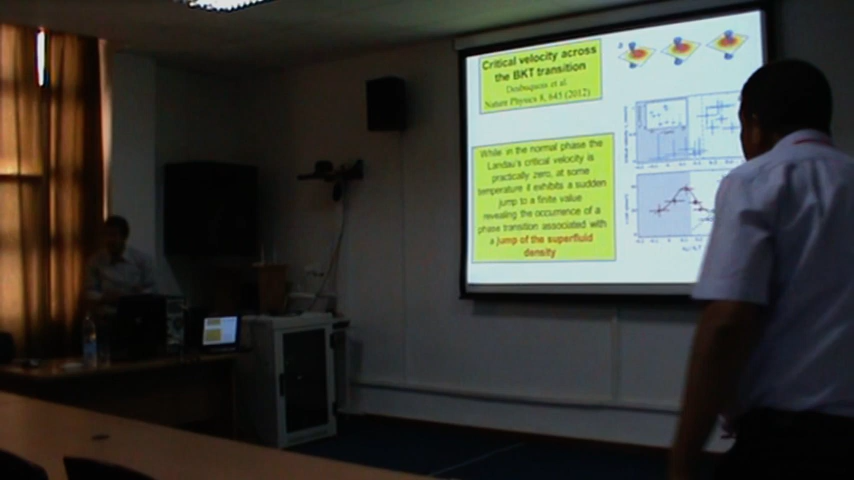 Critical velocity across
the BKT transition
Desbuquois et al.
Nature Physics 8, 645 (2012)
While in the normal phase the
Landau's critical velocity is
practically zero, at some
temperature it exhibits a sudden
jump to a finite value
revealing the occurrence of a
phase transition associated with
a jump of the superfluid
density